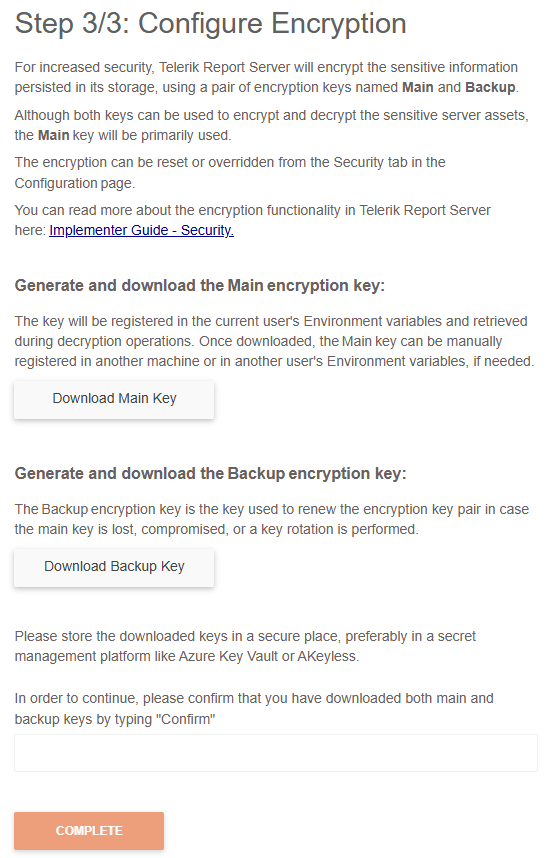 Step 3/3: Configure Encryption
For increased security, Telerik Report Server will encrypt the sensitive information
persisted in its storage, using a pair of encryption keys named Main and Backup.
Although both keys can be used to encrypt and decrypt the sensitive server assets,
the Main key will be primarily used.
The encryption can be reset or overridden from the Security tab in the
Configuration page.
You can read more about the encryption functionality in Telerik Report Server
here: Implementer Guide - Security.
Generate and download the Main encryption key:
The key will be registered in the current user's Environment variables and retrieved
during decryption operations. Once downloaded, the Main key can be manually
registered in another machine or in another user's Environment variables, if needed.
Download Main Key
Generate and download the Backup encryption key:
The Backup encryption key is the key used to renew the encryption key pair in case
the main key is lost, compromised, or a key rotation is performed.
Download Backup Key
Please store the downloaded keys in a secure place, preferably in a secret
management platform like Azure Key Vault or AKeyless.
In order to continue, please confirm that you have downloaded both main and
backup keys by typing "Confirm"
COMPLETE